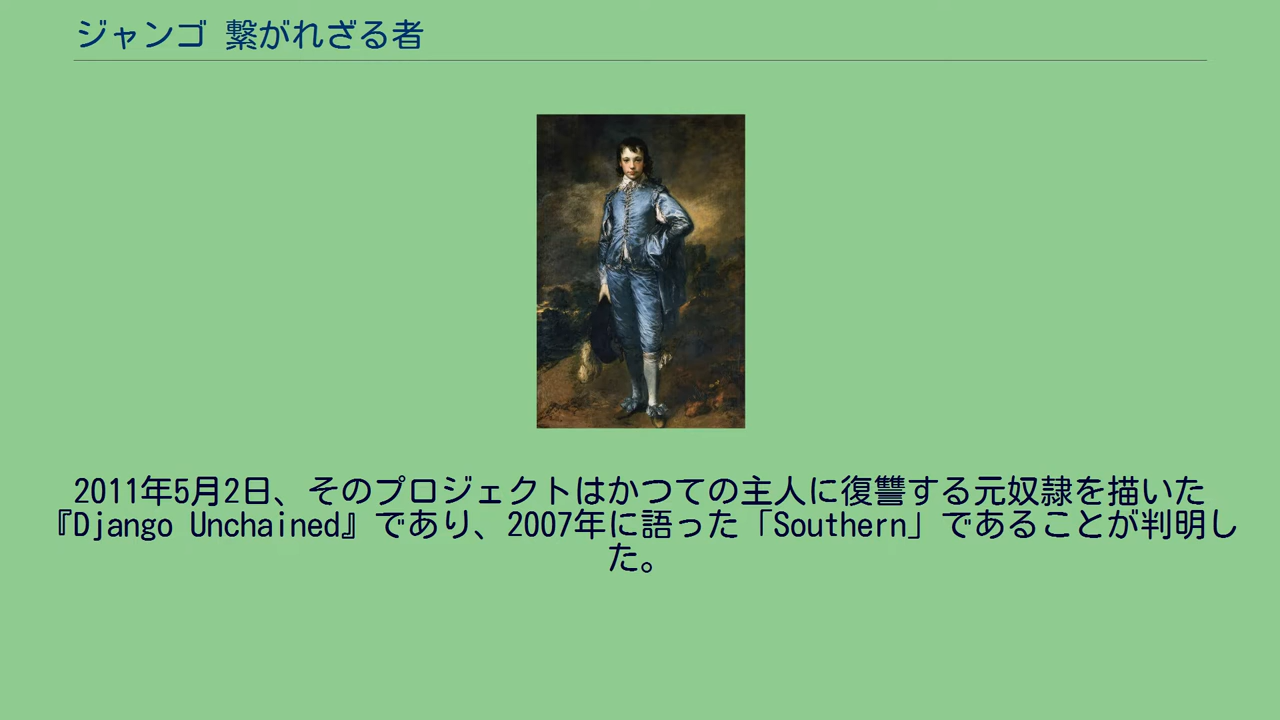 ジャンゴ 繋がれざる者
2011年5月2日、そのプロジェクトはかつての主人に復讐する元奴隷を描いた
『Django Unchained』であり、2007年に語った「Southern」であることが判明し
た。